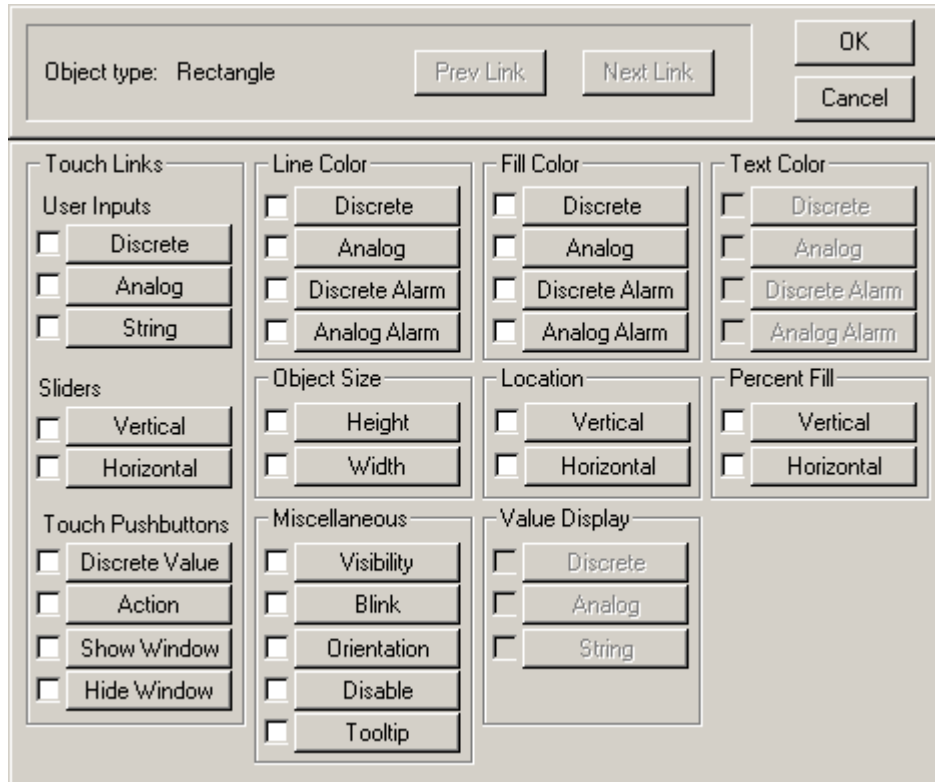 Object type: Rectangle
Prev Link
Next Link
OK
Cancel
Touch Links
User Inputs
Discrete
Analog
String
Sliders
Vertical
Horizontal
Touch Pushbuttons
Discrete Value
Action
Show Window
Hide Window
Line Color
Discrete
Analog
Discrete Alarm
Analog Alarm
Object Size
Height
Width
Miscellaneous
Visibility
Blink
Orientation
Disable
Tooltip
Fill Color
Discrete
Analog
Discrete Alarm
Analog Alarm
Location
Vertical
Horizontal
Value Display
Discrete
Analog
String
Text Color
Discrete
Analog
Discrete Alarm
Analog Alarm
Percent Fill
Vertical
Horizontal